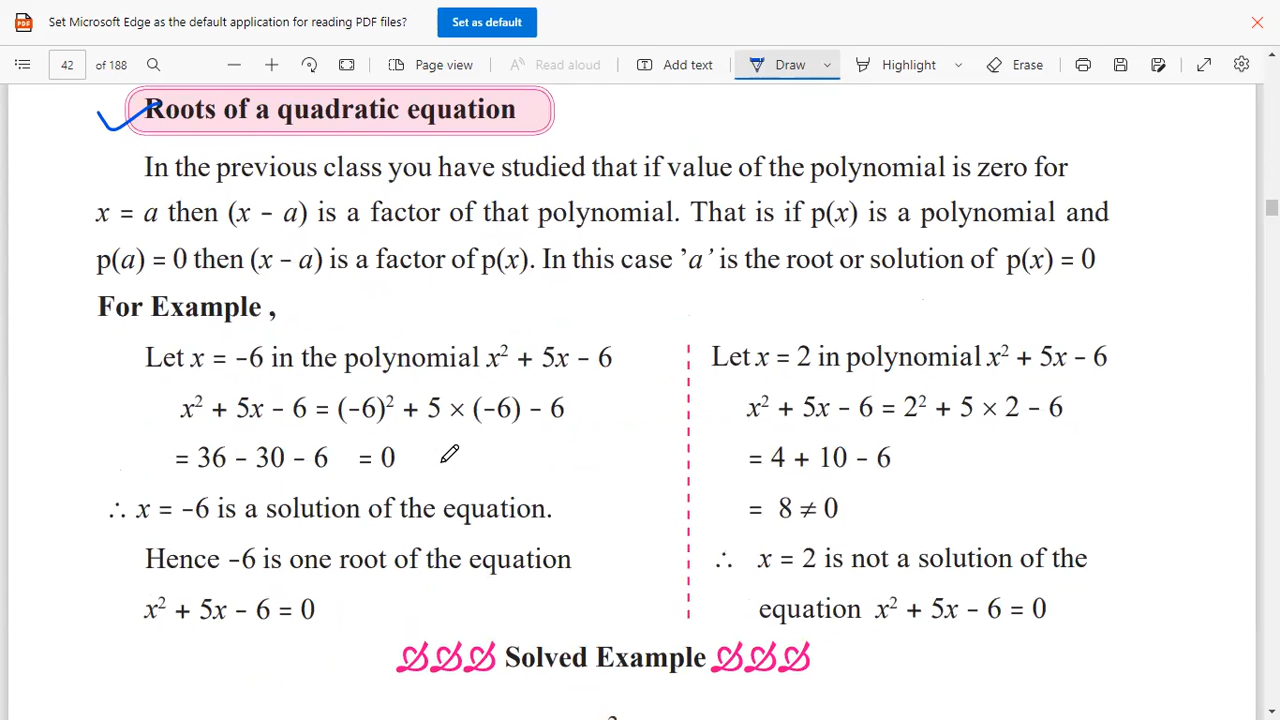 Set Microsoft Edge as the default application for reading PDF files? Set as default
42 of 188 Page view Read aloud Add text Draw Highlight Erase
Roots of a quadratic equation
In the previous class you have studied that if value of the polynomial is zero for
x = a then (x − a) is a factor of that polynomial. That is if p(x) is a polynomial and
p(a) = 0 then (x − a) is a factor of p(x). In this case ’a’ is the root or solution of p(x) = 0
For Example ,
Let x = −6 in the polynomial x² + 5x − 6
x² + 5x − 6 = (−6)² + 5 × (−6) − 6
= 36 − 30 − 6 = 0
∴ x = −6 is a solution of the equation.
Hence −6 is one root of the equation
x² + 5x − 6 = 0
Let x = 2 in polynomial x² + 5x − 6
x² + 5x − 6 = 2² + 5 × 2 − 6
= 4 + 10 − 6
= 8 ≠ 0
∴ x = 2 is not a solution of the
equation x² + 5x − 6 = 0
Solved Example